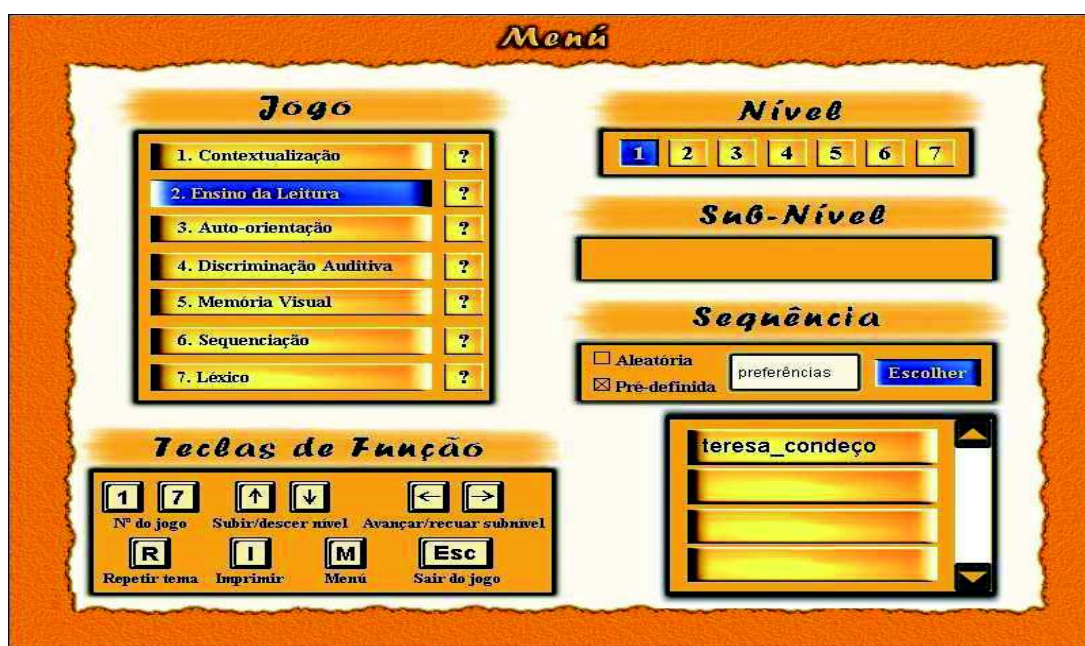 Menú
Jogo
1. Contextualização ?
2. Ensino da Leitura ?
3. Auto-orientação ?
4. Discriminação Auditiva ?
5. Memória Visual ?
6. Sequenciação ?
7. Léxico ?
Nível
1 2 3 4 5 6 7
Sub-Nível
Sequência
Aleatória
Pré-definida
preferências
Escolher
teresa_condeço
Teclas de Função
1 7 ↑ ↓ ← →
Nº do jogo Subir/descer nível Avançar/recuar subnível
R I M Esc
Repetir tema Imprimir Menú Sair do jogo